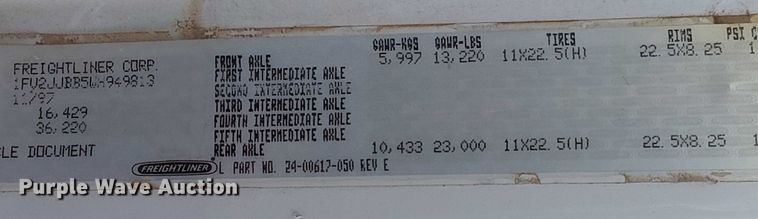 GAWR-KGS GAWR-LBS TIRES RIMS PSI
FREIGHTLINER CORP. FRONT AXLE 5,997 13,220 11X22.5(H) 22.5X8.25
FIRST INTERMEDIATE AXLE
1FV2JJBB5WH949813 SECOND INTERMEDIATE AXLE
11/97 THIRD INTERMEDIATE AXLE
16,429 FOURTH INTERMEDIATE AXLE
36,220 FIFTH INTERMEDIATE AXLE
LE DOCUMENT REAR AXLE 10,433 23,000 11X22.5(H) 22.5X8.25
FREIGHTLINER L PART NO. 24-00617-050 REV E
Purple Wave Auction